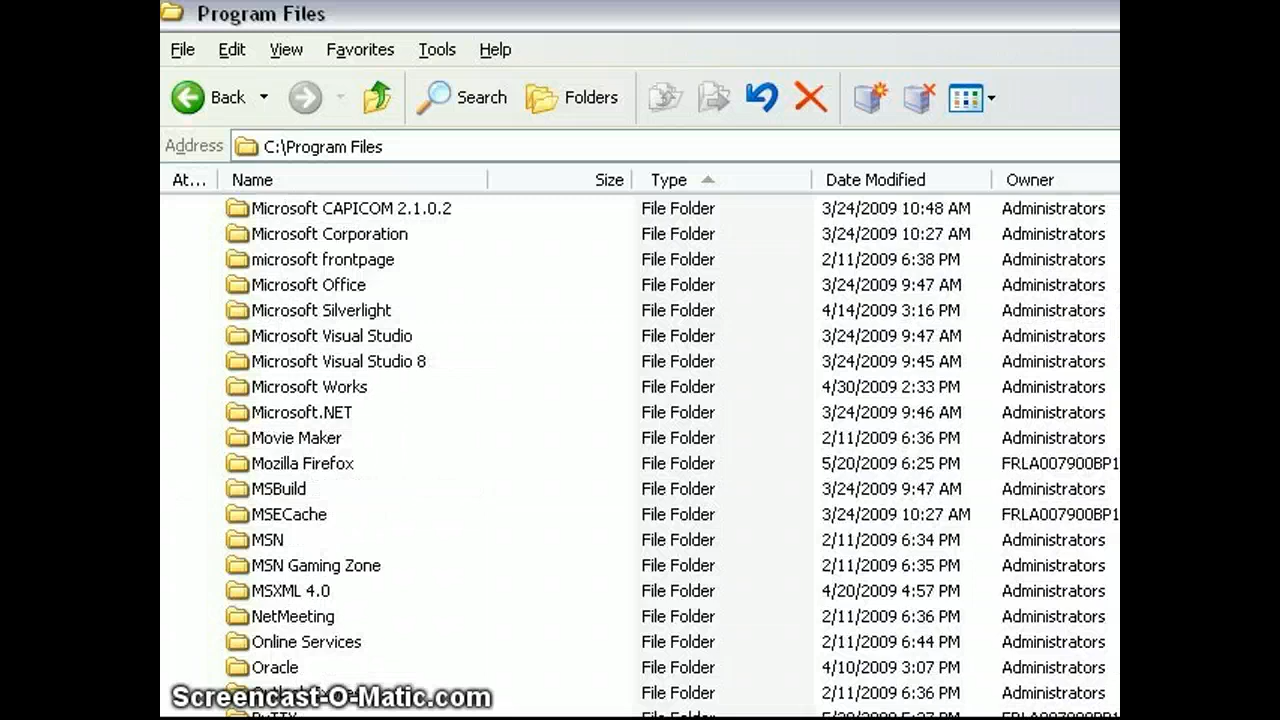 Program Files
File Edit View Favorites Tools Help
Back Search Folders
Address C:\Program Files
At... Name Size Type Date Modified Owner
Microsoft CAPICOM 2.1.0.2 File Folder 3/24/2009 10:48 AM Administrators
Microsoft Corporation File Folder 3/24/2009 10:27 AM Administrators
microsoft frontpage File Folder 2/11/2009 6:38 PM Administrators
Microsoft Office File Folder 3/24/2009 9:47 AM Administrators
Microsoft Silverlight File Folder 4/14/2009 3:16 PM Administrators
Microsoft Visual Studio File Folder 3/24/2009 9:47 AM Administrators
Microsoft Visual Studio 8 File Folder 3/24/2009 9:45 AM Administrators
Microsoft Works File Folder 4/30/2009 2:33 PM Administrators
Microsoft.NET File Folder 3/24/2009 9:46 AM Administrators
Movie Maker File Folder 2/11/2009 6:36 PM Administrators
Mozilla Firefox File Folder 5/20/2009 6:25 PM FRLA007900BP1
MSBuild File Folder 3/24/2009 9:47 AM Administrators
MSECache File Folder 3/24/2009 10:27 AM FRLA007900BP1
MSN File Folder 2/11/2009 6:34 PM Administrators
MSN Gaming Zone File Folder 2/11/2009 6:35 PM Administrators
MSXML 4.0 File Folder 4/20/2009 4:57 PM Administrators
NetMeeting File Folder 2/11/2009 6:36 PM Administrators
Online Services File Folder 2/11/2009 6:44 PM Administrators
Oracle File Folder 4/10/2009 3:07 PM Administrators
File Folder 2/11/2009 6:36 PM Administrators
Screencast-O-Matic.com